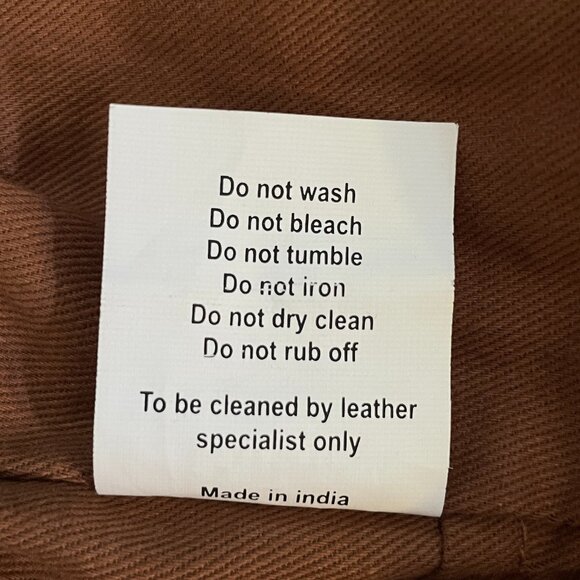 Do not wash
Do not bleach
Do not tumble
Do not iron
Do not dry clean
Do not rub off
To be cleaned by leather
specialist only
Made in india